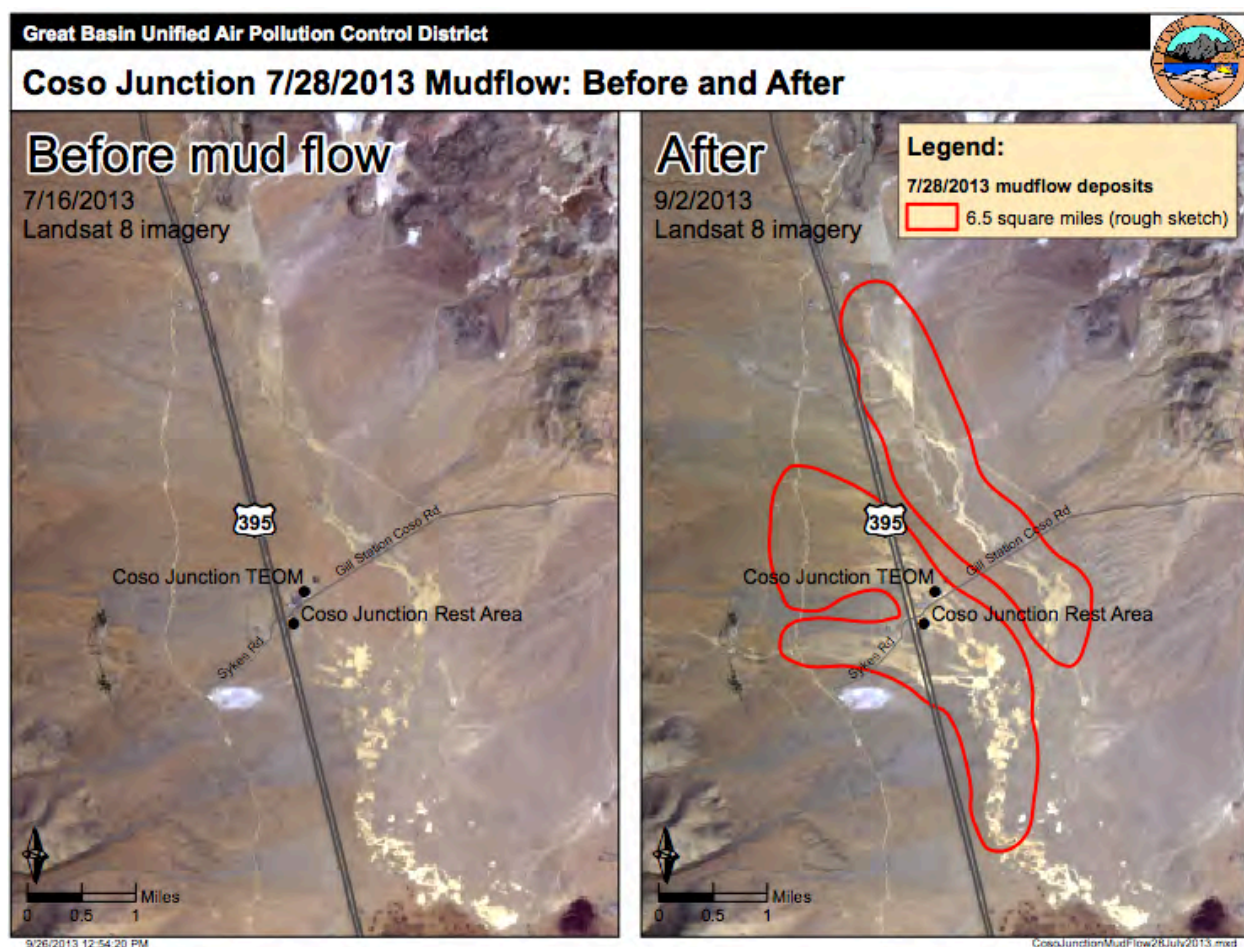 Great Basin Unified Air Pollution Control District
Coso Junction 7/28/2013 Mudflow: Before and After
Before mud flow
7/16/2013
Landsat 8 imagery
395
Gill Station Coso Rd
Coso Junction TEOM
Coso Junction Rest Area
Sykes Rd
Miles
0 0.5 1
After
9/2/2013
Landsat 8 imagery
Legend:
7/28/2013 mudflow deposits
6.5 square miles (rough sketch)
395
Gill Station Coso Rd
Coso Junction TEOM
Coso Junction Rest Area
Sykes Rd
Miles
0 0.5 1
9/26/2013 12:54:20 PM
CosoJunctionMudFlow28July2013.mxd